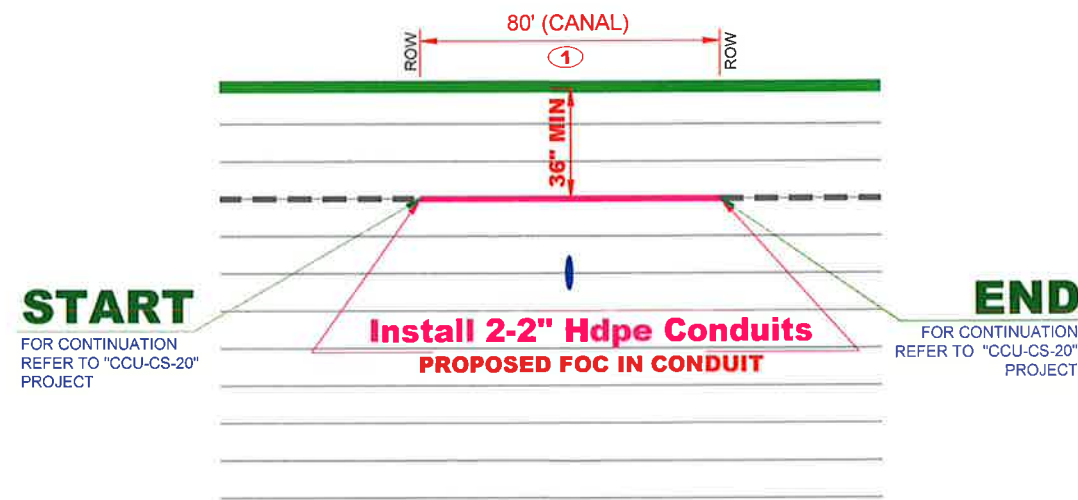 80' (CANAL)
ROW
1
ROW
36" MIN
START
FOR CONTINUATION
REFER TO "CCU-CS-20"
PROJECT
Install 2-2" Hdpe Conduits
PROPOSED FOC IN CONDUIT
END
FOR CONTINUATION
REFER TO "CCU-CS-20"
PROJECT